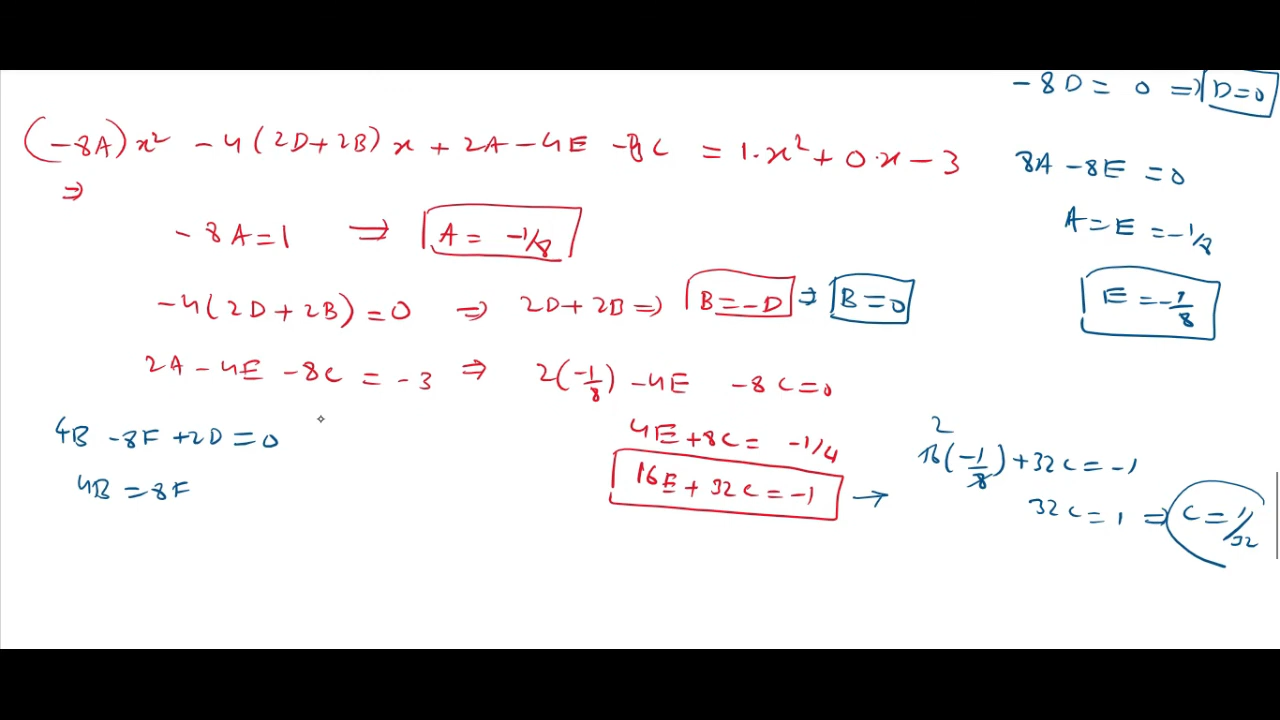 - 8D = 0 ⇒ D=0
(-8A)x² - 4(2D+2B)x + 2A - 4E - 8C = 1·x² + 0·x - 3
8A - 8E = 0
⇒
A = E = -1/8
- 8A = 1 ⇒ A = -1/8
E = -1/8
-4(2D+2B) = 0 ⇒ 2D+2B ⇒ B=-D ⇒ B=0
2A - 4E - 8C = -3 ⇒ 2(-1/8) - 4E - 8C=0
4B - 8F + 2D = 0
4E + 8C = -1/4
2
16(-1/8) + 32C = -1
4B = 8F
16E + 32C = -1 →
32C = 1 ⇒ C = 1/32